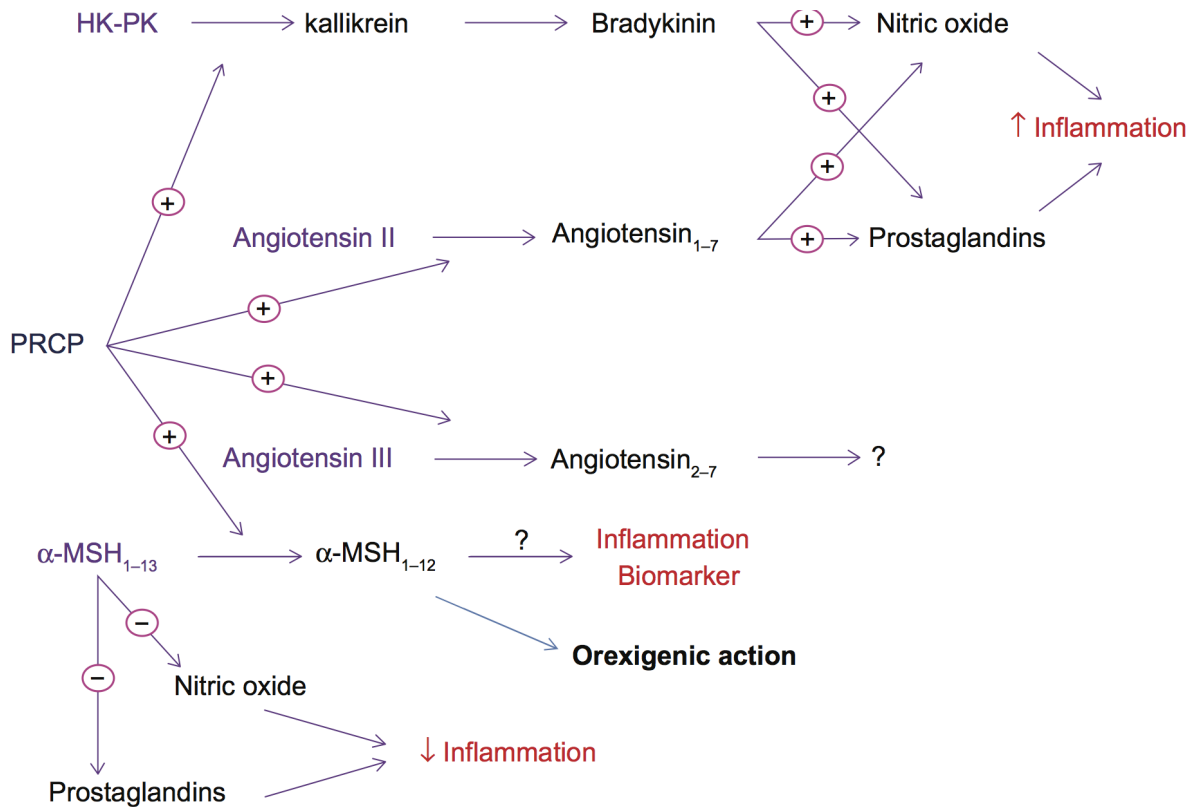 HK-PK
kallikrein
Bradykinin
+
Nitric oxide
+
↑ Inflammation
+
+
Angiotensin II
Angiotensin1–7
+
Prostaglandins
+
PRCP
+
+
Angiotensin III
Angiotensin2–7
?
α-MSH1–13
α-MSH1–12
?
Inflammation
Biomarker
–
Orexigenic action
–
Nitric oxide
↓ Inflammation
Prostaglandins